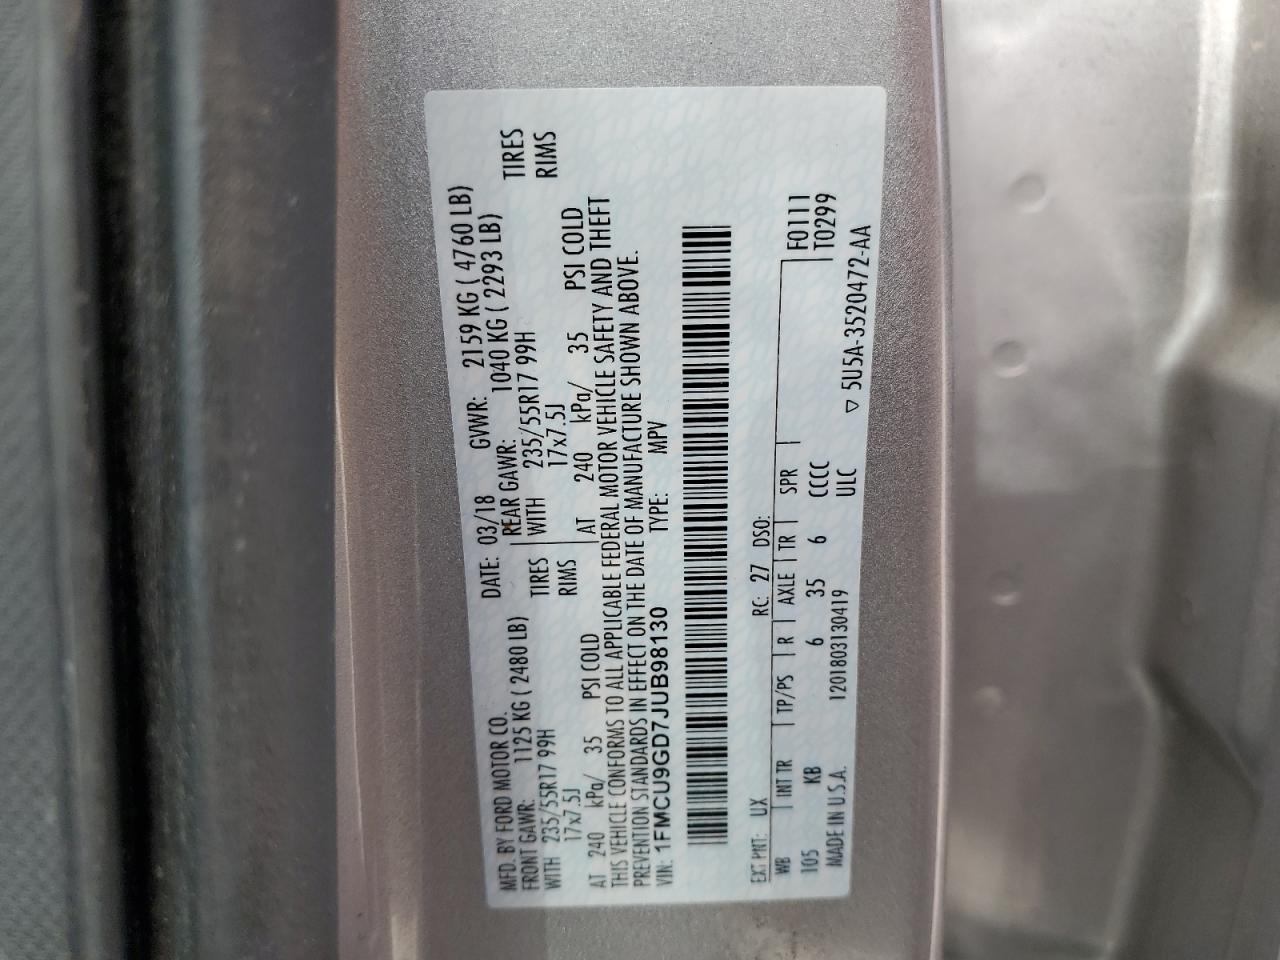 MFD. BY FORD MOTOR CO. DATE: 03/18 GVWR: 2159 KG ( 4760 LB)
FRONT GAWR: 1125 KG ( 2480 LB) REAR GAWR: 1040 KG ( 2293 LB)
WITH 235/55R17 99H TIRES WITH 235/55R17 99H TIRES
17x7.5J RIMS 17x7.5J RIMS
AT 240 kPa/ 35 PSI COLD AT 240 kPa/ 35 PSI COLD
THIS VEHICLE CONFORMS TO ALL APPLICABLE FEDERAL MOTOR VEHICLE SAFETY AND THEFT
PREVENTION STANDARDS IN EFFECT ON THE DATE OF MANUFACTURE SHOWN ABOVE.
VIN: 1FMCU9GD7JUB98130 TYPE: MPV
EXT PNT: UX RC: 27 DSO:
WB INT TR TP/PS R AXLE TR SPR F0111
105 KB 6 35 6 CCCC T0299
MADE IN U.S.A. 1201803130419 ULC
▽ 5U5A-3520472-AA